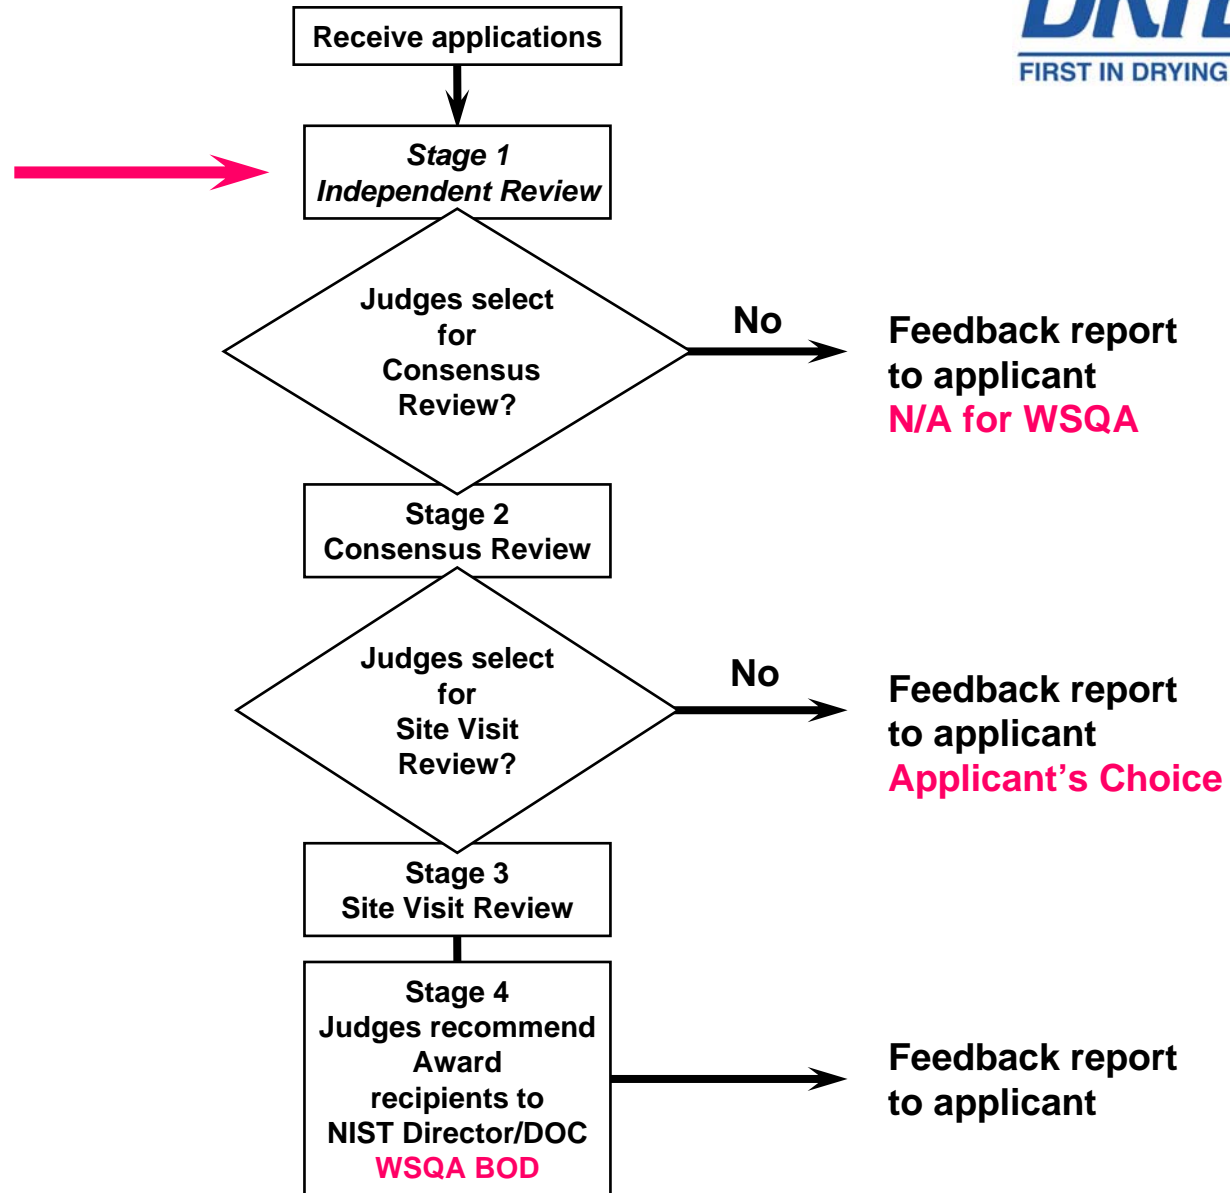 Receive applications
FIRST IN DRYING
Stage 1
Independent Review
Judges select
for
Consensus
Review?
No
Feedback report
to applicant
N/A for WSQA
Stage 2
Consensus Review
Judges select
for
Site Visit
Review?
No
Feedback report
to applicant
Applicant’s Choice
Stage 3
Site Visit Review
Stage 4
Judges recommend
Award
recipients to
NIST Director/DOC
WSQA BOD
Feedback report
to applicant